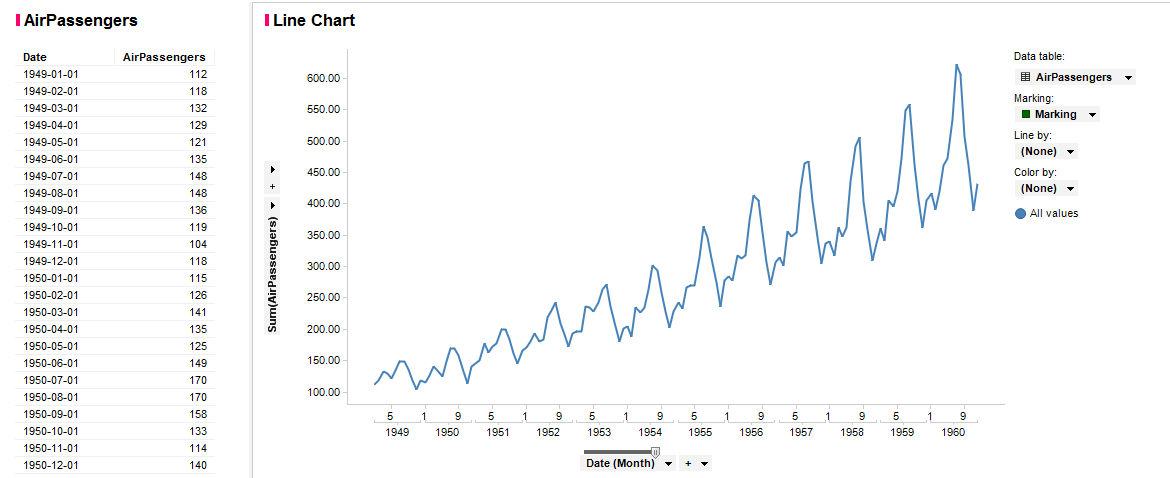 AirPassengers
Date AirPassengers
1949-01-01 112
1949-02-01 118
1949-03-01 132
1949-04-01 129
1949-05-01 121
1949-06-01 135
1949-07-01 148
1949-08-01 148
1949-09-01 136
1949-10-01 119
1949-11-01 104
1949-12-01 118
1950-01-01 115
1950-02-01 126
1950-03-01 141
1950-04-01 135
1950-05-01 125
1950-06-01 149
1950-07-01 170
1950-08-01 170
1950-09-01 158
1950-10-01 133
1950-11-01 114
1950-12-01 140
Line Chart
+
Sum(AirPassengers)
600.00
550.00
500.00
450.00
400.00
350.00
300.00
250.00
200.00
150.00
100.00
5 1 9 5 1 9 5 1 9 5 1 9 5 1 9 5 1 9
1949 1950 1951 1952 1953 1954 1955 1956 1957 1958 1959 1960
Date (Month) +
Data table:
AirPassengers
Marking:
Marking
Line by:
(None)
Color by:
(None)
All values